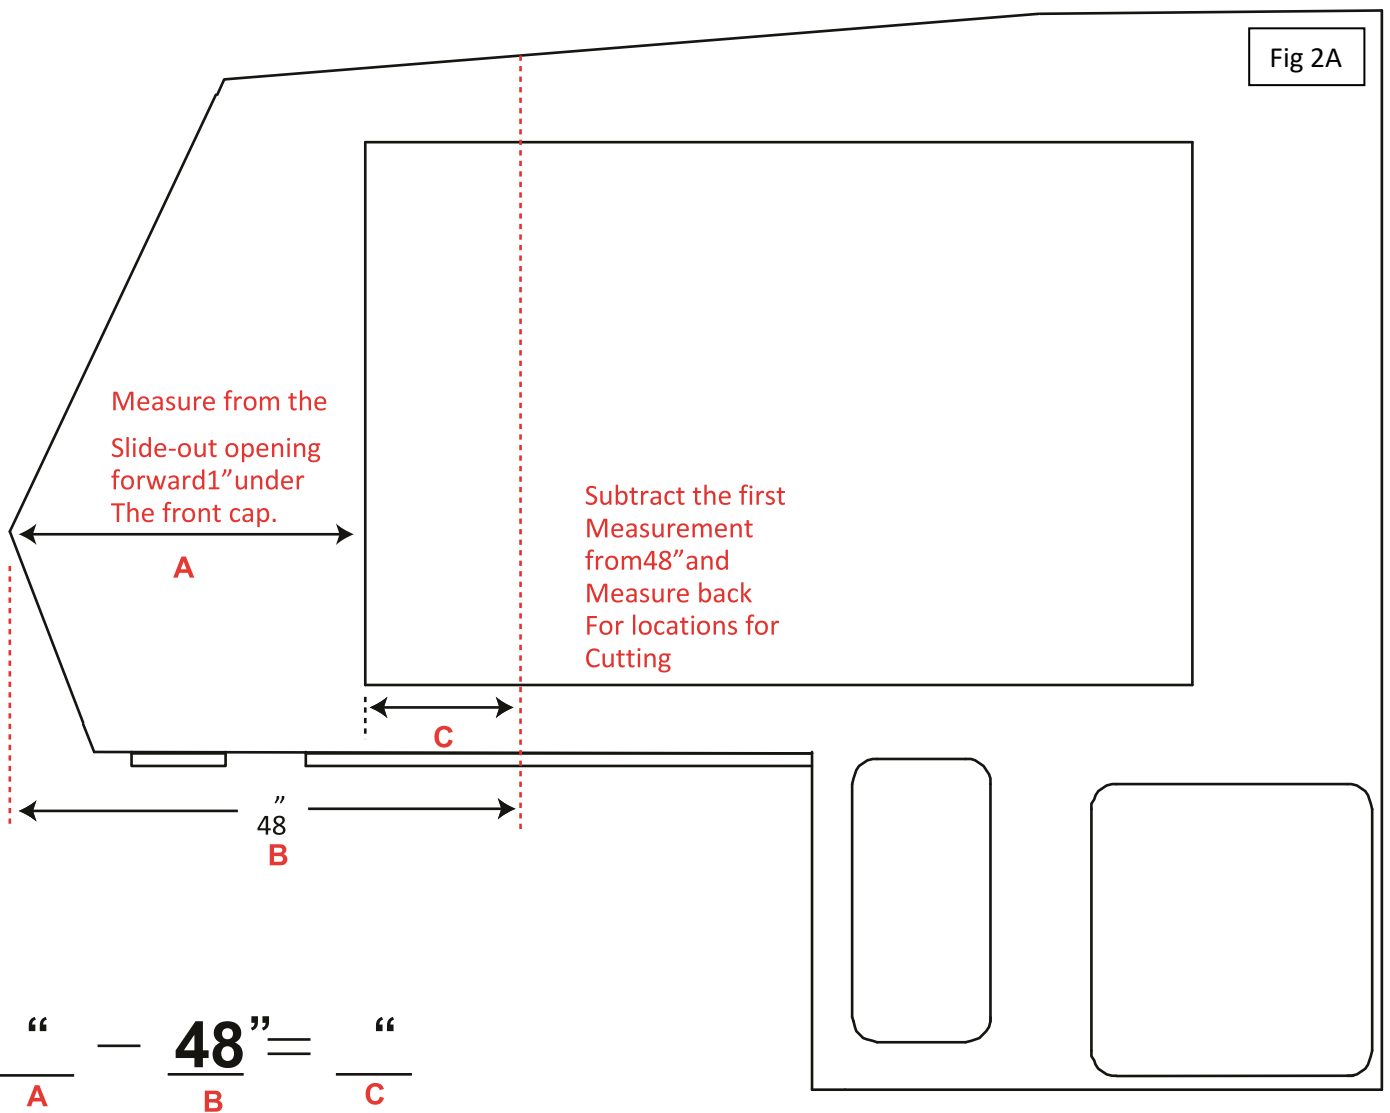 Fig 2A
Measure from the
Slide-out opening
forward1”under
The front cap.
A
Subtract the first
Measurement
from48”and
Measure back
For locations for
Cutting
C
”
48
B
“ — 48”= “
A B C